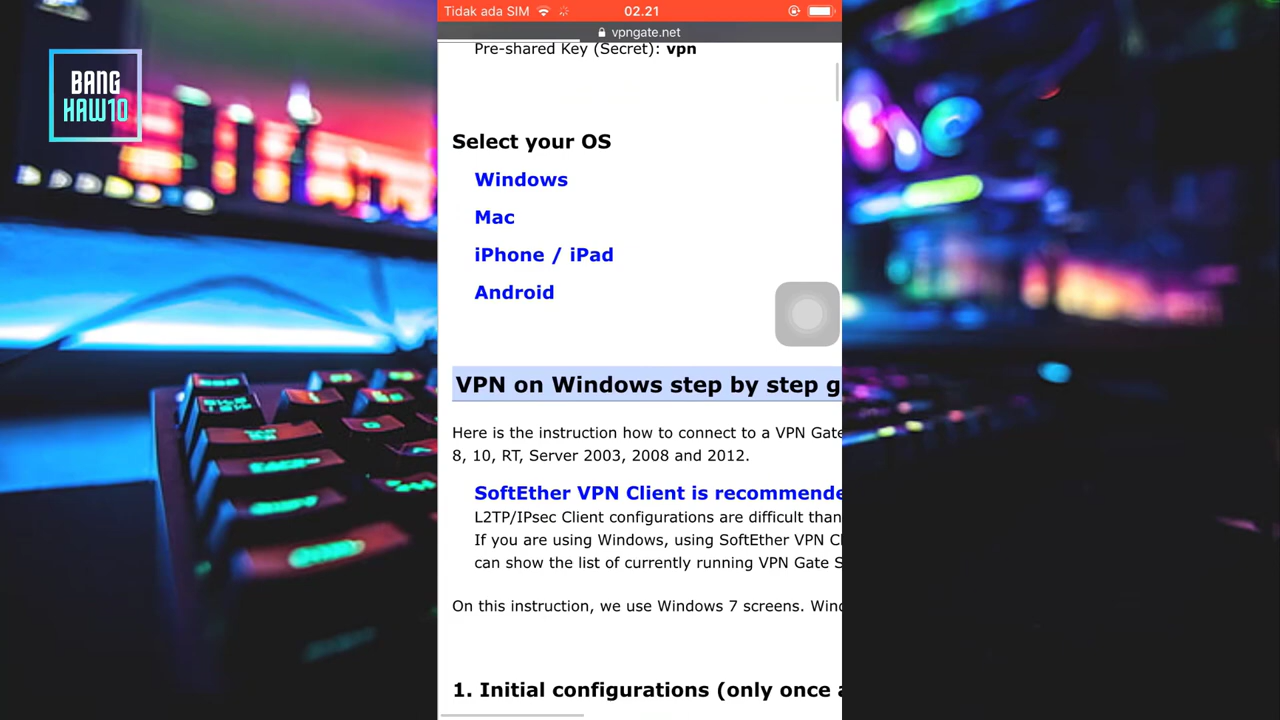 BANG
HAW10
Tidak ada SIM
02.21
vpngate.net
Pre-shared Key (Secret): vpn
Select your OS
Windows
Mac
iPhone / iPad
Android
VPN on Windows step by step g
Here is the instruction how to connect to a VPN Gate
8, 10, RT, Server 2003, 2008 and 2012.
SoftEther VPN Client is recommende
L2TP/IPsec Client configurations are difficult than
If you are using Windows, using SoftEther VPN Cl
can show the list of currently running VPN Gate S
On this instruction, we use Windows 7 screens. Wind
1. Initial configurations (only once a